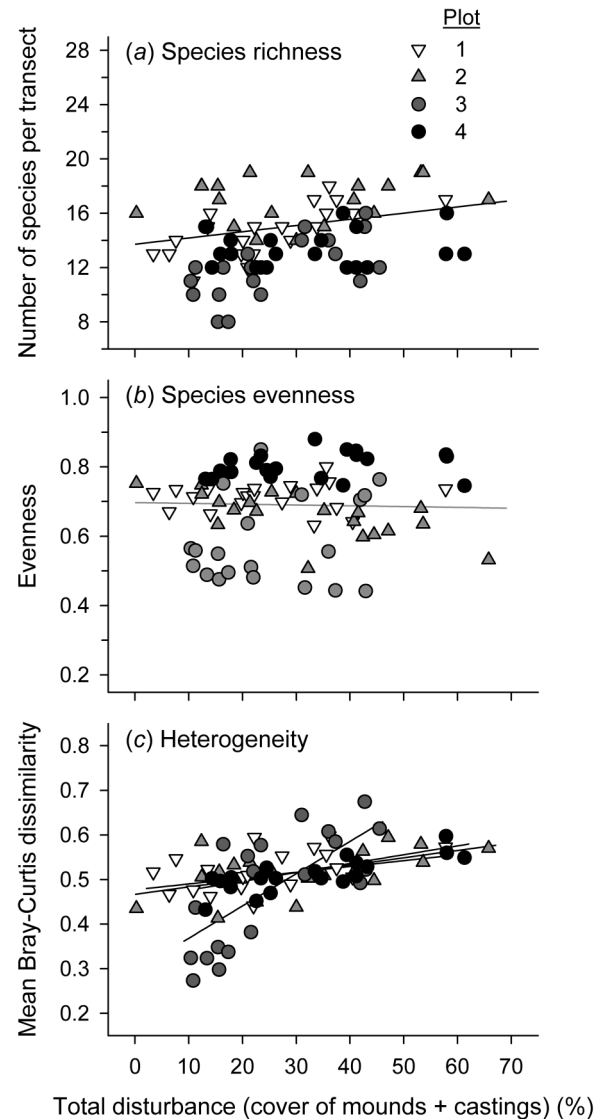 Plot
1
2
3
4
(a) Species richness
28
24
20
16
12
8
Number of species per transect
(b) Species evenness
1.0
0.8
0.6
0.4
0.2
Evenness
(c) Heterogeneity
0.8
0.7
0.6
0.5
0.4
0.3
0.2
Mean Bray-Curtis dissimilarity
0 10 20 30 40 50 60 70
Total disturbance (cover of mounds + castings) (%)